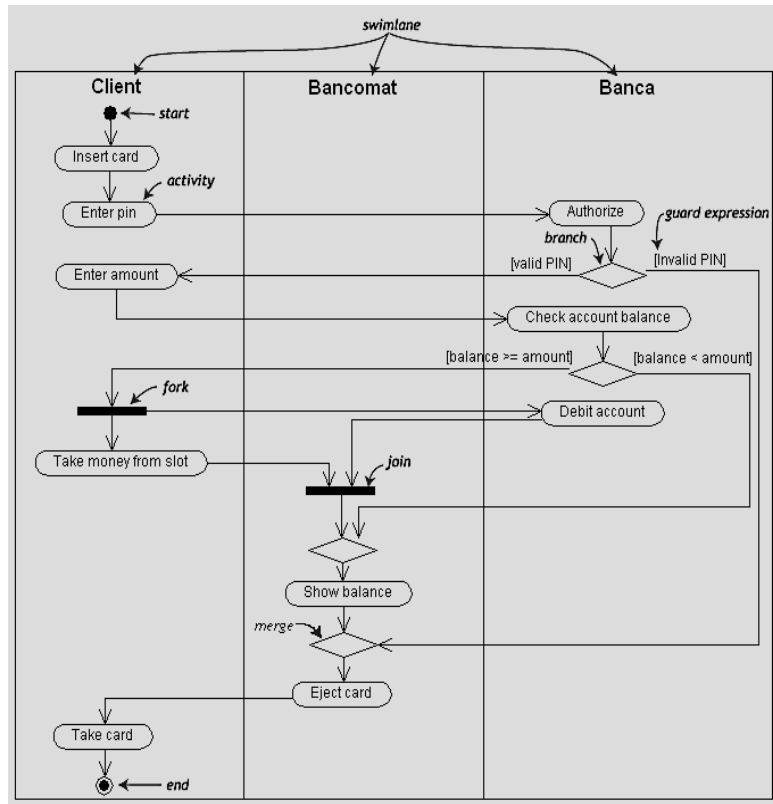 swimlane
Client
Bancomat
Banca
start
Insert card
activity
Enter pin
Authorize
guard expression
branch
Enter amount
[valid PIN]
[Invalid PIN]
Check account balance
[balance >= amount]
[balance < amount]
fork
Debit account
Take money from slot
join
Show balance
merge
Eject card
Take card
end